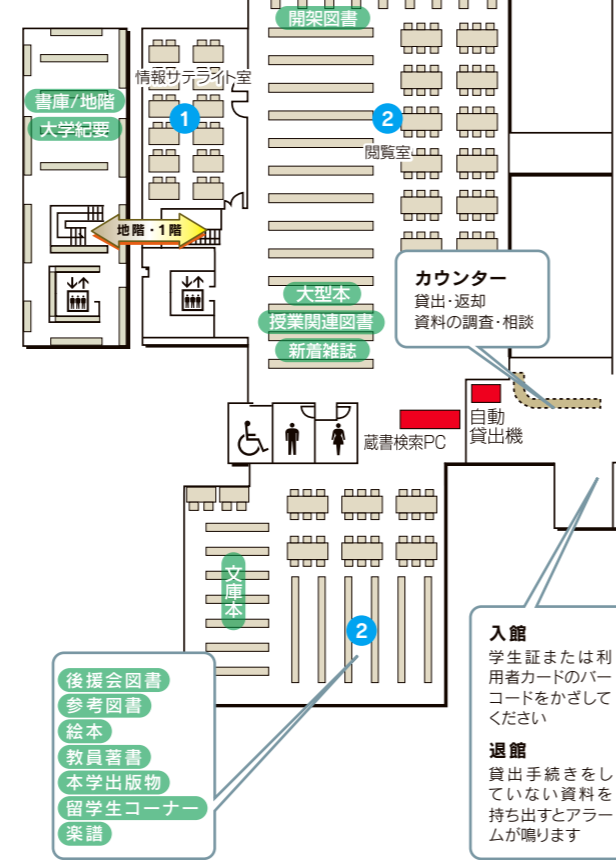 開架図書
情報サテライト室
書庫/地階
大学紀要
1
2
閲覧室
地階・1階
カウンター
貸出・返却
資料の調査・相談
大型本
授業関連図書
新着雑誌
自動
貸出機
蔵書検索PC
文庫本
2
入館
学生証または利
用者カードのバー
コードをかざして
ください
退館
貸出手続きをし
ていない資料を
持ち出すとアラー
ムが鳴ります
後援会図書
参考図書
絵本
教員著書
本学出版物
留学生コーナー
楽譜